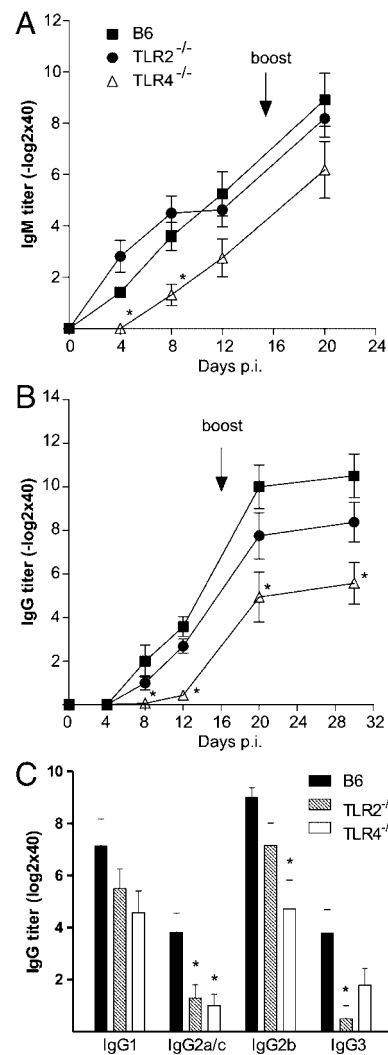 A
B6
TLR2 -/-
TLR4 -/-
boost
IgM titer (-log2x40)
10
8
6
4
2
*
*
0 4 8 12 16 20 24
Days p.i.
B
boost
IgG titer (-log2x40)
14
12
10
8
6
4
2
*
*
*
*
0 4 8 12 16 20 24 28 32
Days p.i.
C
B6
TLR2-/-
TLR4-/-
IgG titer (log2x40)
10
8
6
4
2
*
*
*
*
IgG1 IgG2a/c IgG2b IgG3